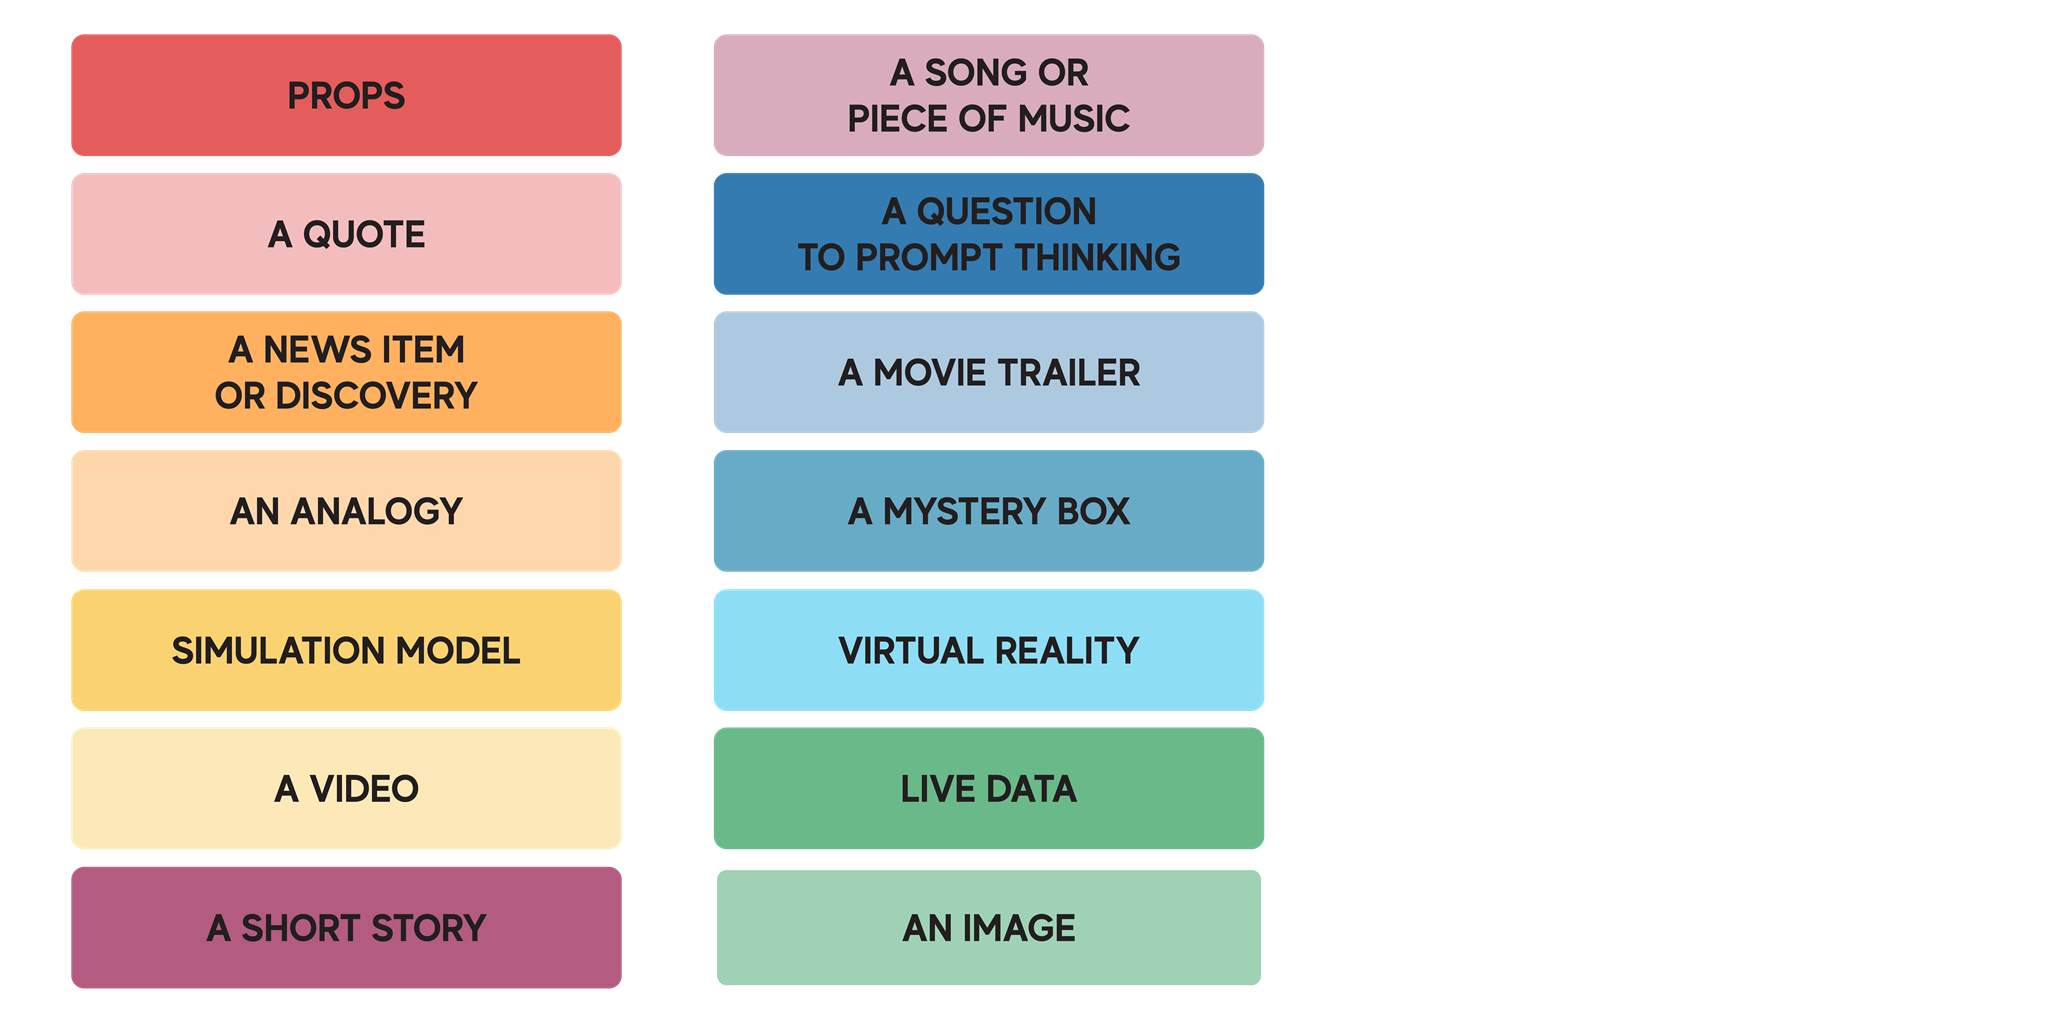 PROPS
A QUOTE
A NEWS ITEM
OR DISCOVERY
AN ANALOGY
SIMULATION MODEL
A VIDEO
A SHORT STORY
A SONG OR
PIECE OF MUSIC
A QUESTION
TO PROMPT THINKING
A MOVIE TRAILER
A MYSTERY BOX
VIRTUAL REALITY
LIVE DATA
AN IMAGE